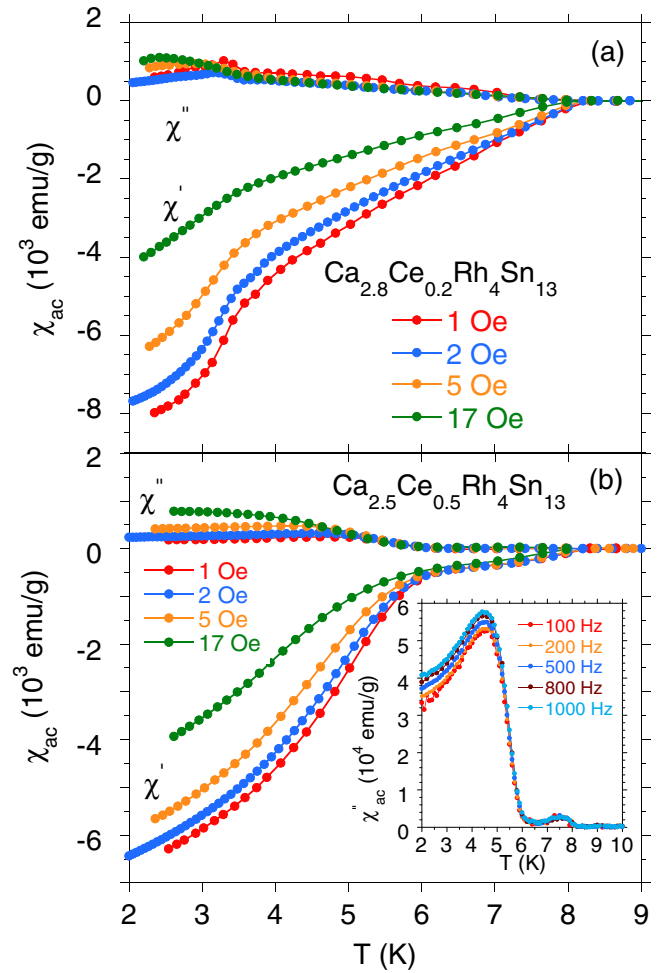 2
(a)
0
χ"
-2
χ'
-4
χac (10³ emu/g)
Ca2.8Ce0.2Rh4Sn13
1 Oe
-6
2 Oe
5 Oe
-8
17 Oe
2
χ"
Ca2.5Ce0.5Rh4Sn13
(b)
0
1 Oe
2 Oe
5 Oe
17 Oe
-2
χac (10³ emu/g)
-4
χ'
-6
6
5
4
3
2
1
0
100 Hz
200 Hz
500 Hz
800 Hz
1000 Hz
χ"ac (10⁴ emu/g)
2 3 4 5 6 7 8 9 10
T (K)
2 3 4 5 6 7 8 9
T (K)